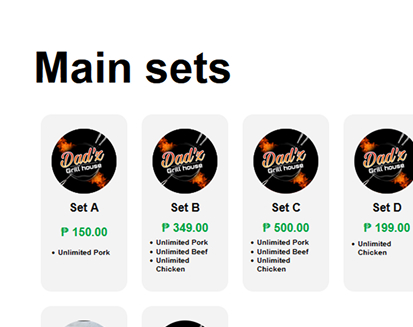 Main sets
Dad'z
Grill house
Set A
₱ 150.00
• Unlimited Pork
Dad'z
Grill house
Set B
₱ 349.00
• Unlimited Pork
• Unlimited Beef
• Unlimited
Chicken
Dad'z
Grill house
Set C
₱ 500.00
• Unlimited Pork
• Unlimited Beef
• Unlimited
Chicken
Dad'z
Grill house
Set D
₱ 199.00
• Unlimited
Chicken